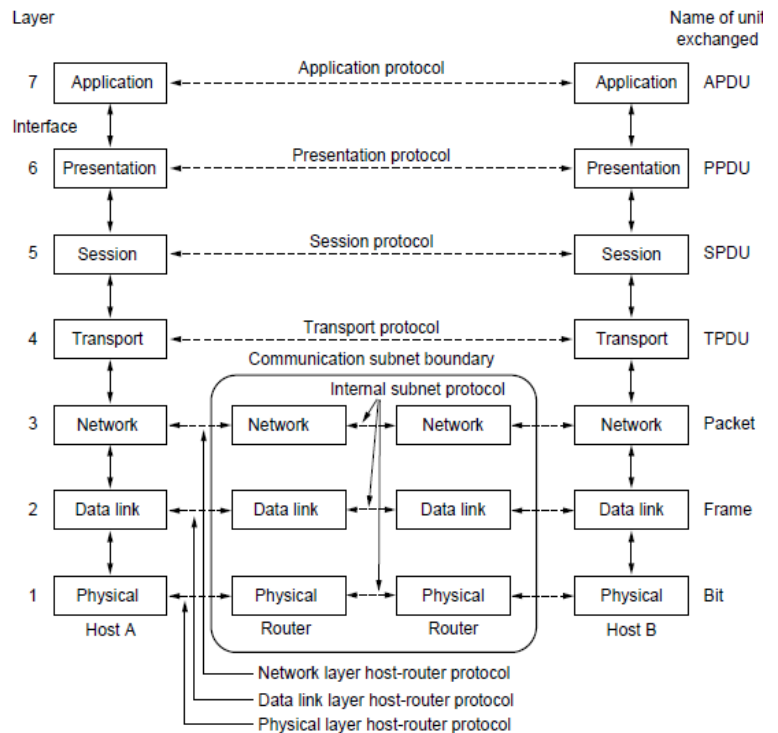 Layer
Name of unit
exchanged
Application protocol
7 Application Application APDU
Interface
Presentation protocol
6 Presentation Presentation PPDU
Session protocol
5 Session Session SPDU
Transport protocol
4 Transport Transport TPDU
Communication subnet boundary
Internal subnet protocol
3 Network Network Network Network Packet
2 Data link Data link Data link Data link Frame
1 Physical Physical Physical Physical Bit
Host A Router Router Host B
Network layer host-router protocol
Data link layer host-router protocol
Physical layer host-router protocol